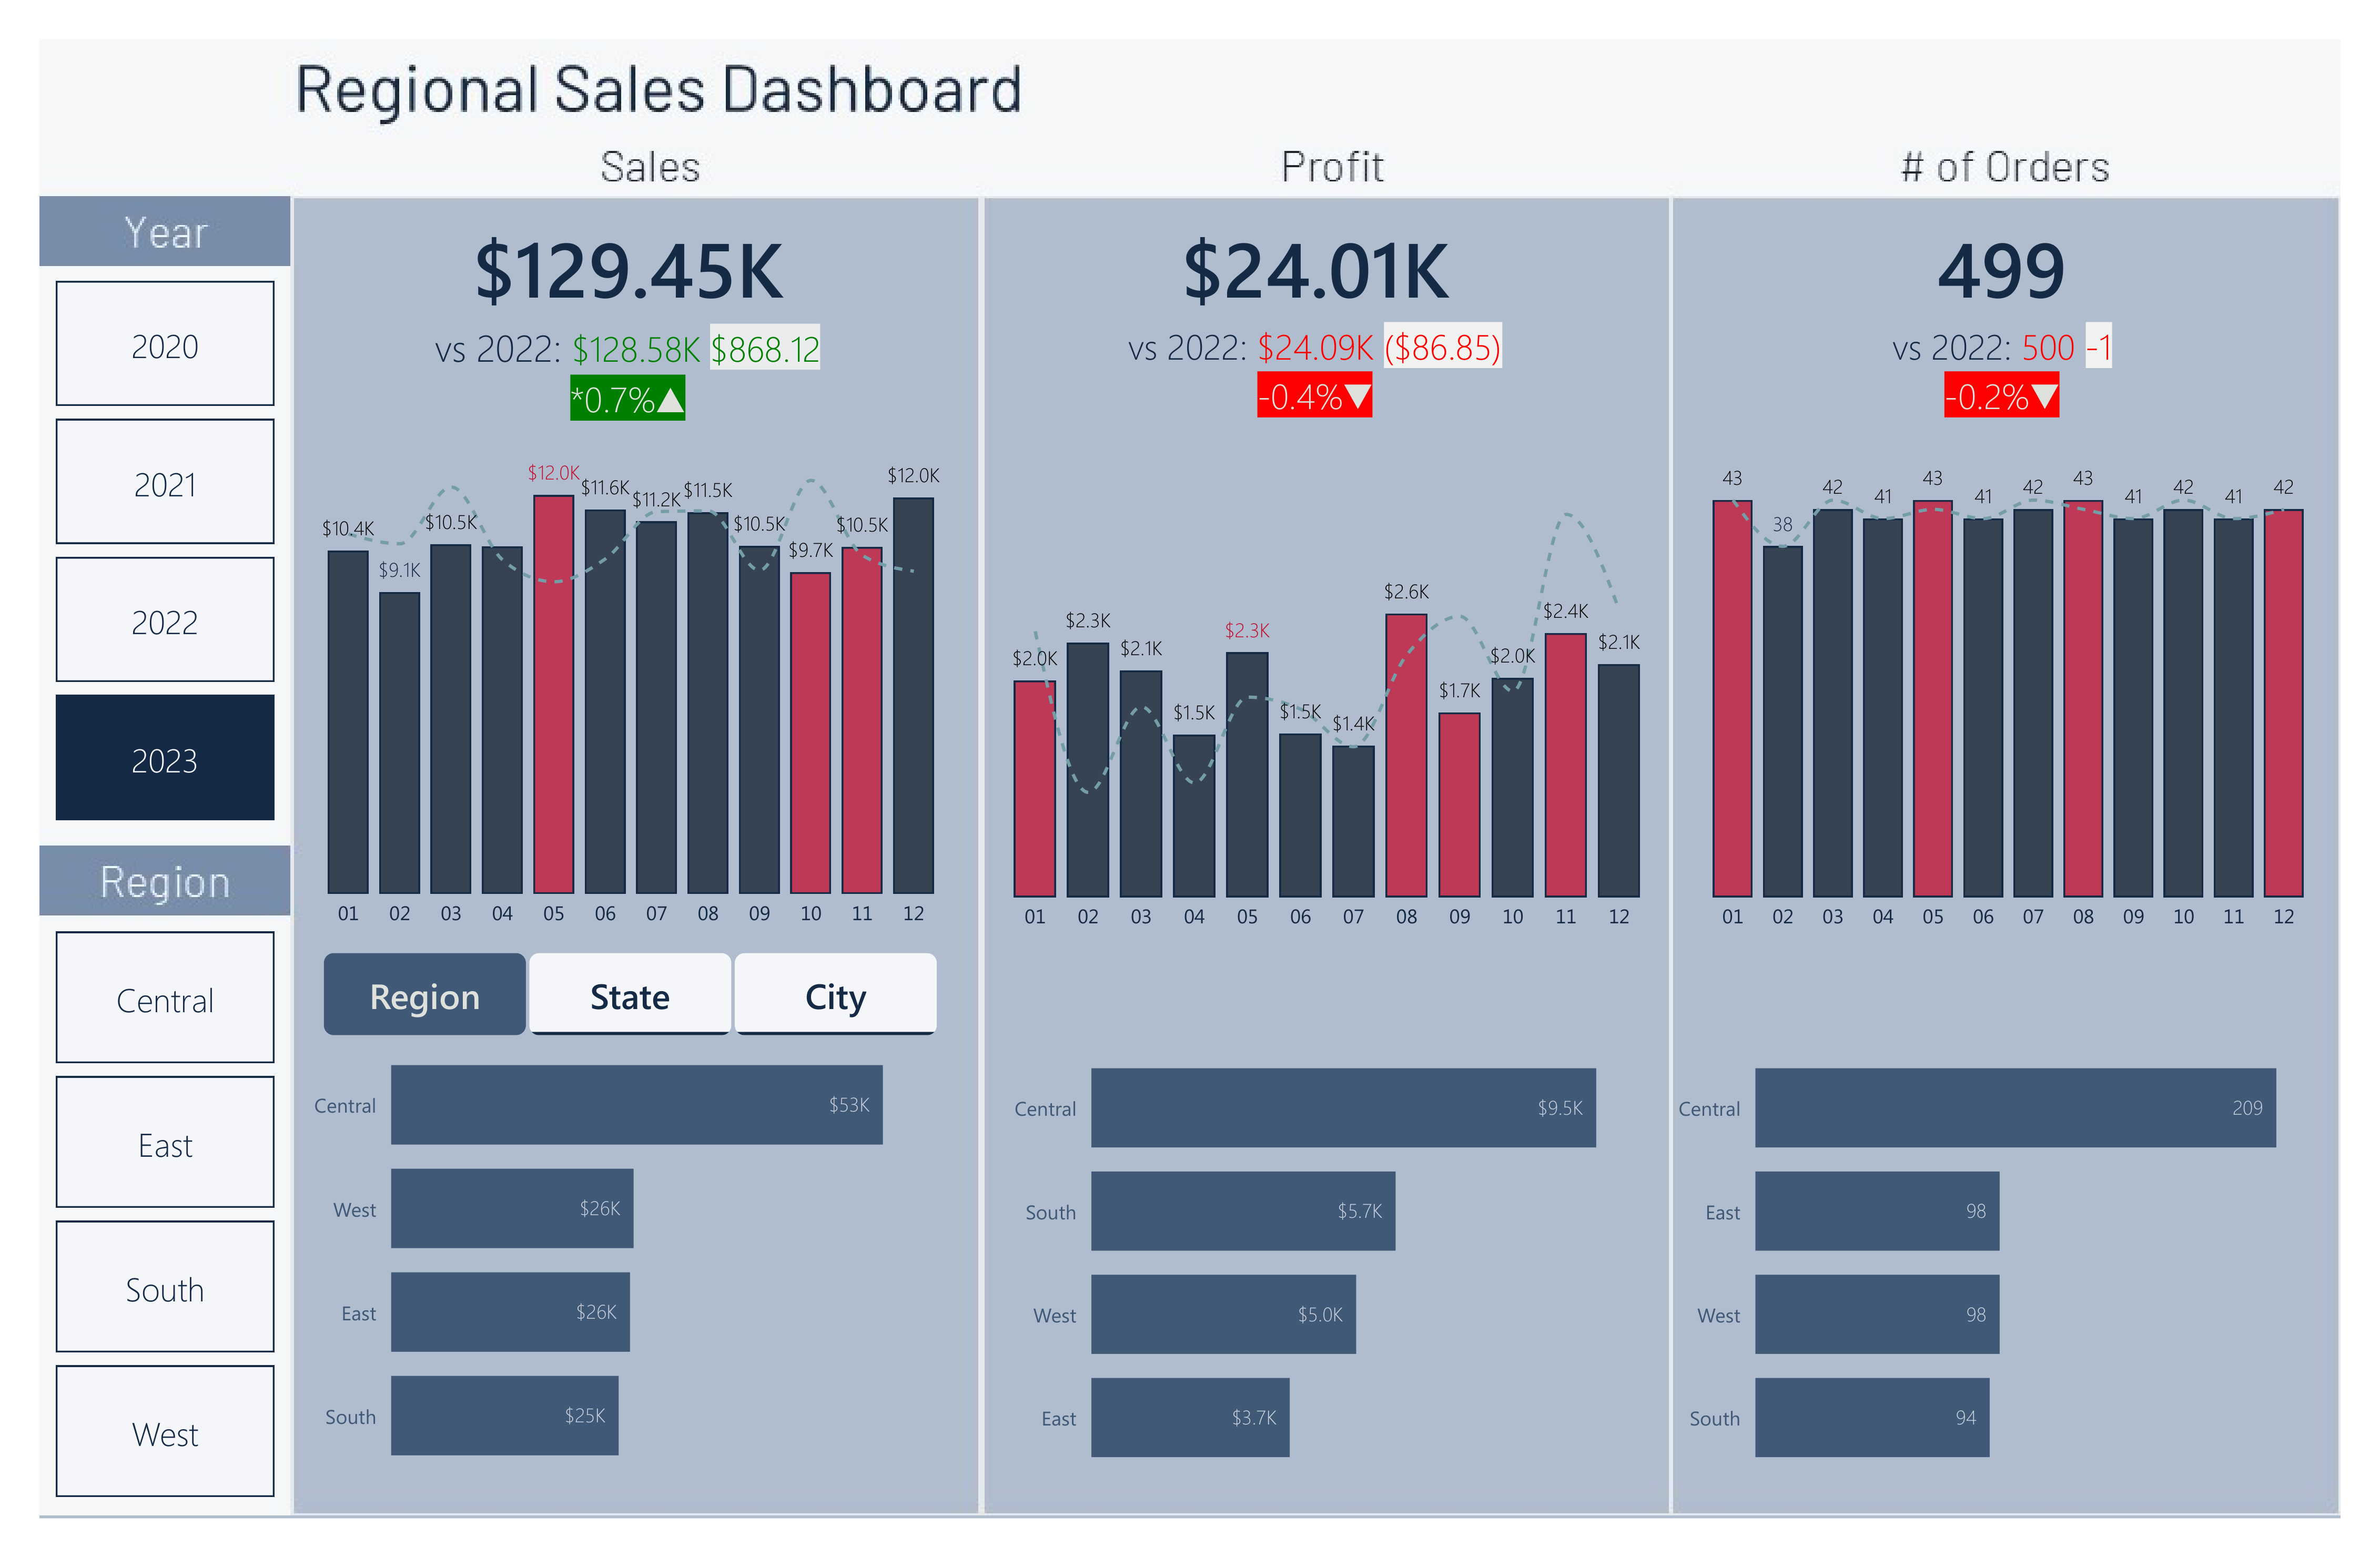 Regional Sales Dashboard
Sales
Profit
# of Orders
Year
2020
2021
2022
2023
Region
Central
East
South
West
$129.45K
vs 2022: $128.58K $868.12
*0.7%▲
$12.0K
$11.6K
$11.2K
$11.5K
$12.0K
$10.4K
$9.1K
$10.5K
$10.5K
$9.7K
$10.5K
01 02 03 04 05 06 07 08 09 10 11 12
Region State City
Central $53K
West $26K
East $26K
South $25K
$24.01K
vs 2022: $24.09K ($86.85)
-0.4%▼
$2.0K $2.3K $2.1K $1.5K $2.3K $1.5K $1.4K $2.6K $1.7K $2.0K $2.4K $2.1K
01 02 03 04 05 06 07 08 09 10 11 12
Central $9.5K
South $5.7K
West $5.0K
East $3.7K
499
vs 2022: 500 -1
-0.2%▼
43 38 42 41 43 41 42 43 41 42 41 42
01 02 03 04 05 06 07 08 09 10 11 12
Central 209
East 98
West 98
South 94